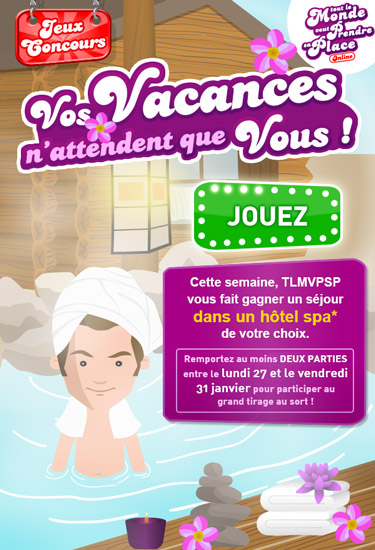 Jeux
Concours
tout le
Monde
veut Prendre
sa Place
Online
Vos Vacances
n'attendent que Vous !
JOUEZ
Cette semaine, TLMVPSP
vous fait gagner un séjour
dans un hôtel spa*
de votre choix.
Remportez au moins DEUX PARTIES
entre le lundi 27 et le vendredi
31 janvier pour participer au
grand tirage au sort !